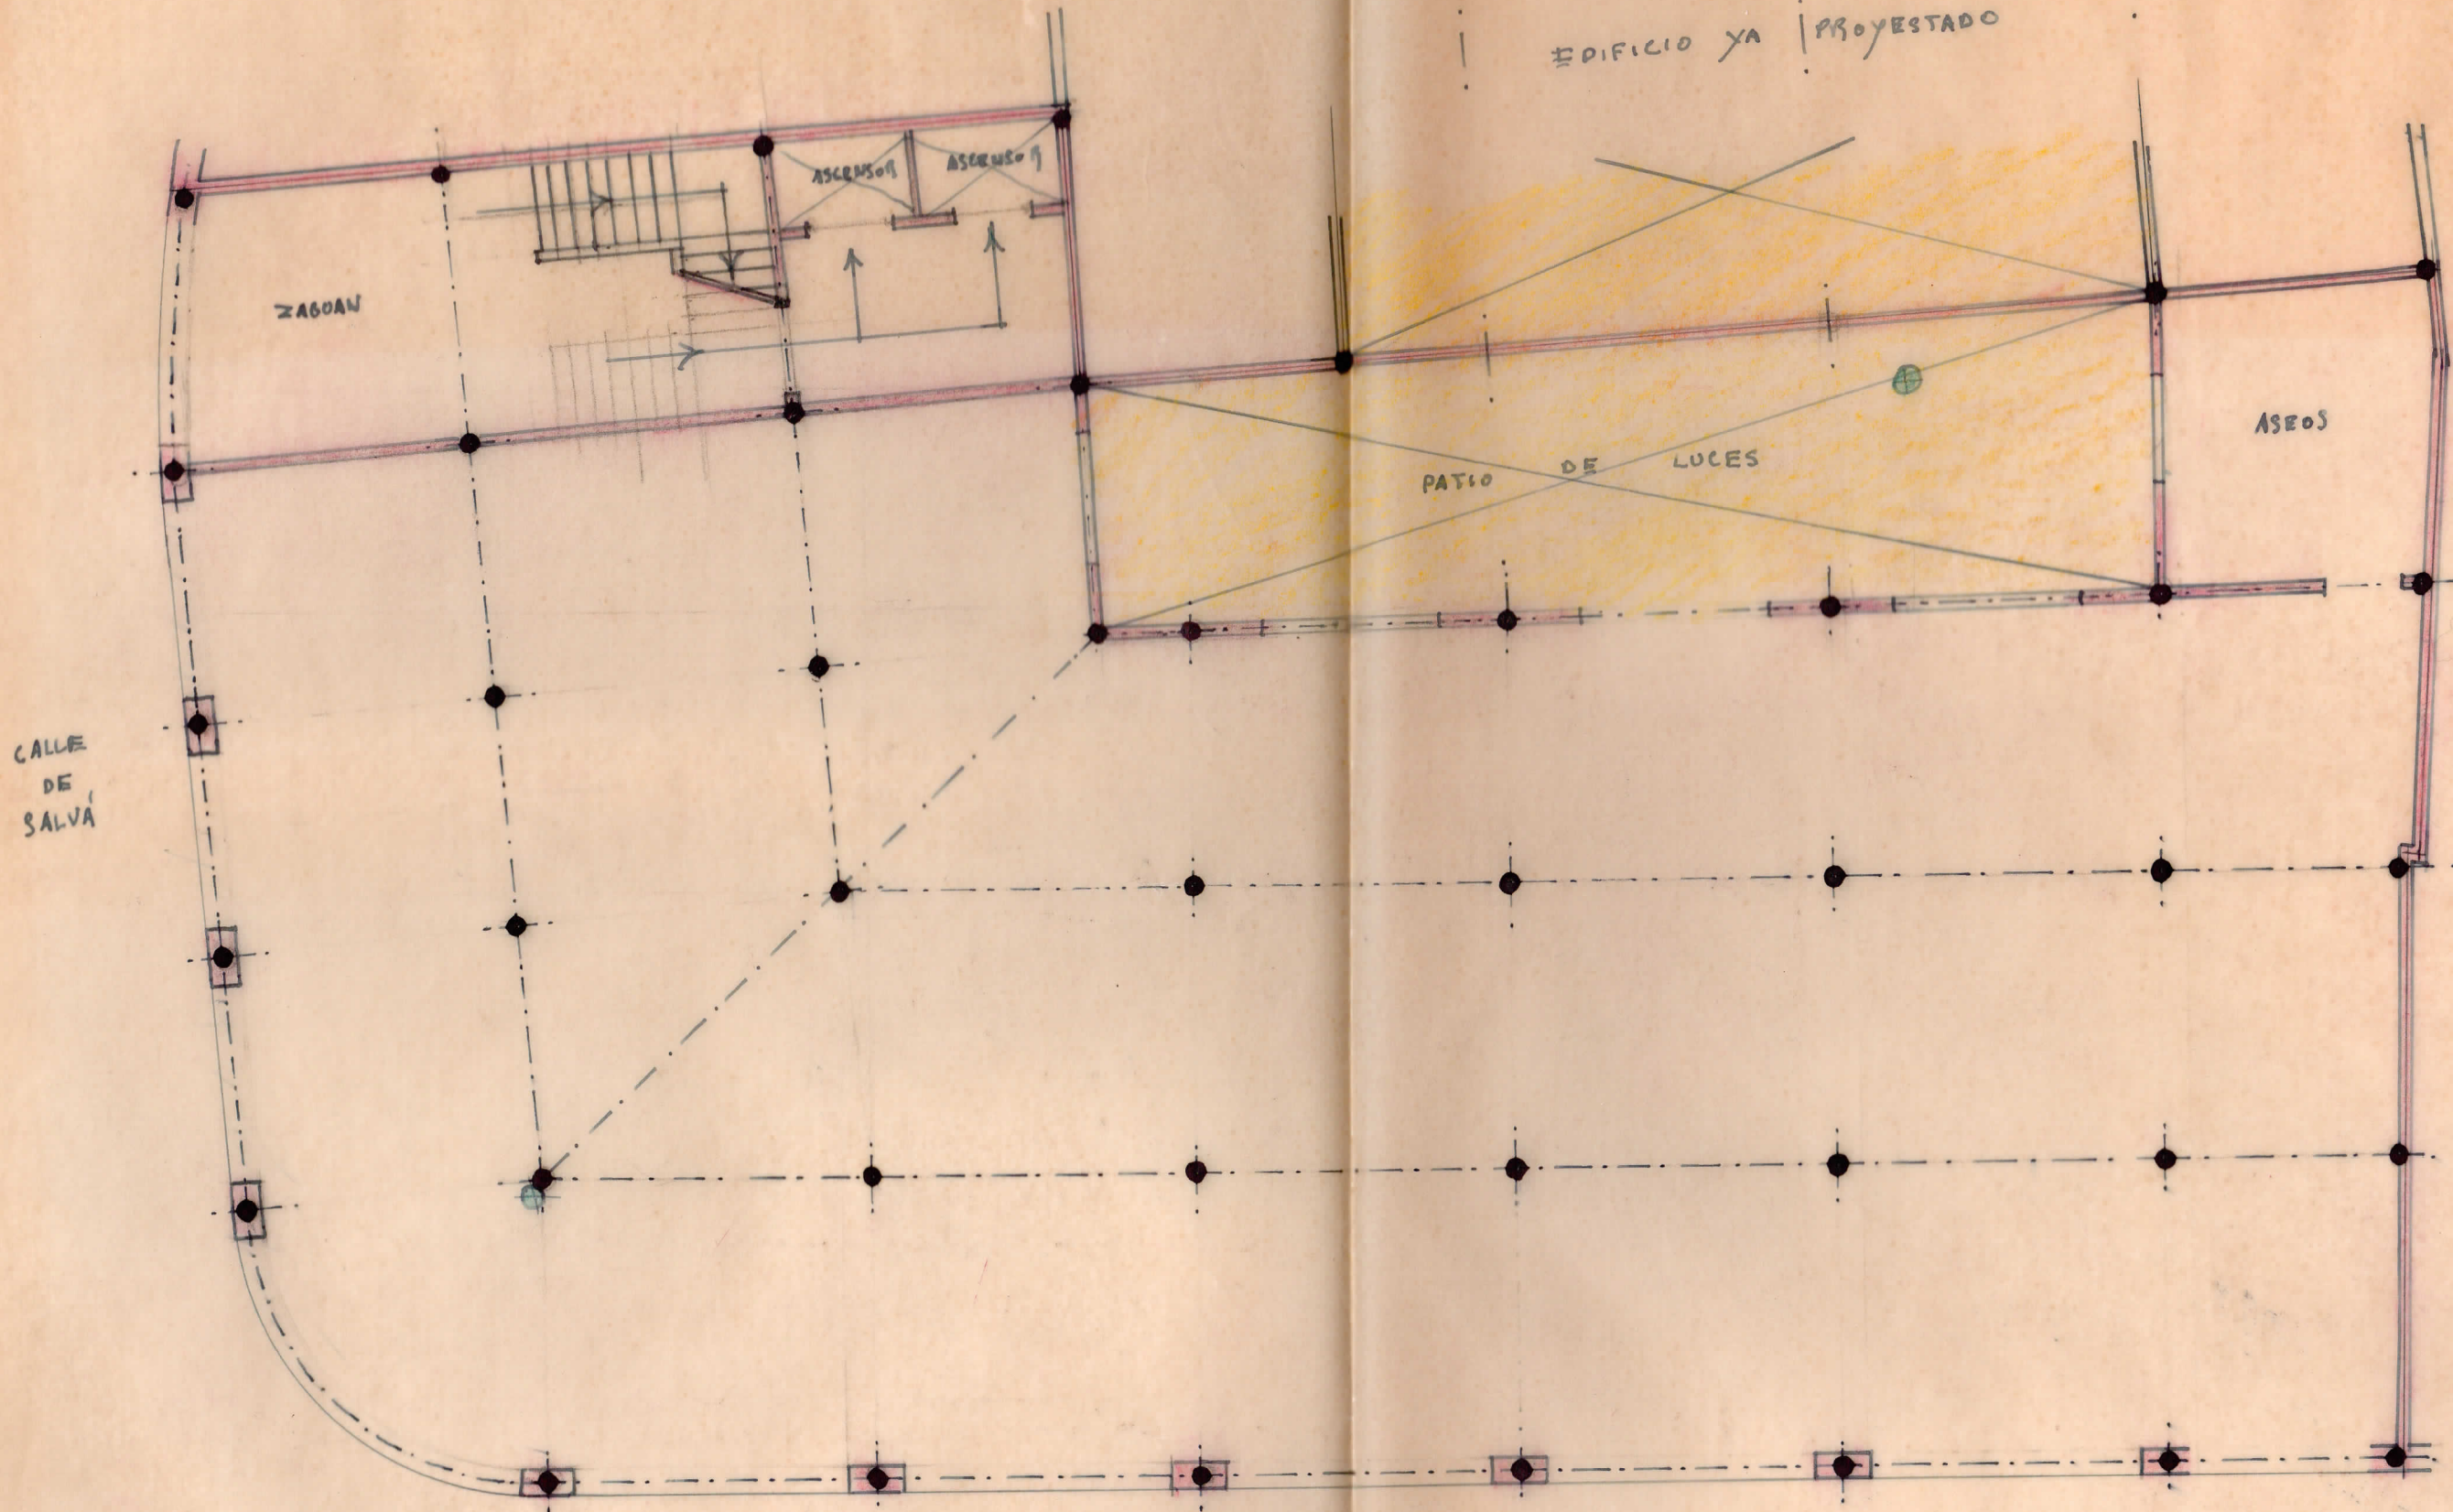 EDIFICIO YA PROYESTADO
ASCENSOR
ASCENSOR
ZAGUAN
ASEOS
PATIO DE LUCES
CALLE
DE
SALVÁ